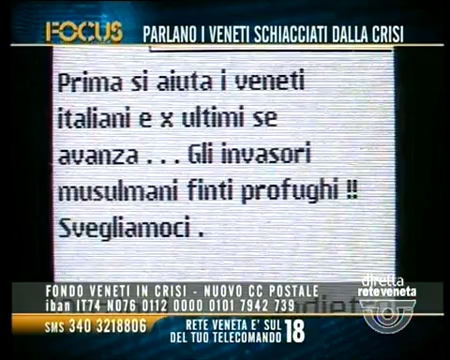 FOCUS PARLANO I VENETI SCHIACCIATI DALLA CRISI
Prima si aiuta i veneti
italiani e x ultimi se
avanza . . . Gli invasori
musulmani finti profughi !!
Svegliamoci .
FONDO VENETI IN CRISI - NUOVO CC POSTALE
iban IT74 N076 0112 0000 0101 7942 739
diretta
reteveneta
SMS 340 3218806
RETE VENETA E' SUL
DEL TUO TELECOMANDO 18